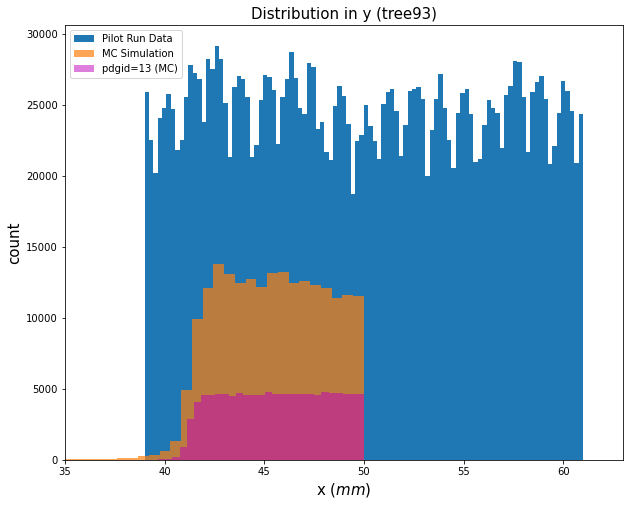 Distribution in y (tree93)
Pilot Run Data
MC Simulation
pdgid=13 (MC)
30000
25000
20000
15000
10000
5000
0
count
35 40 45 50 55 60
x (mm)